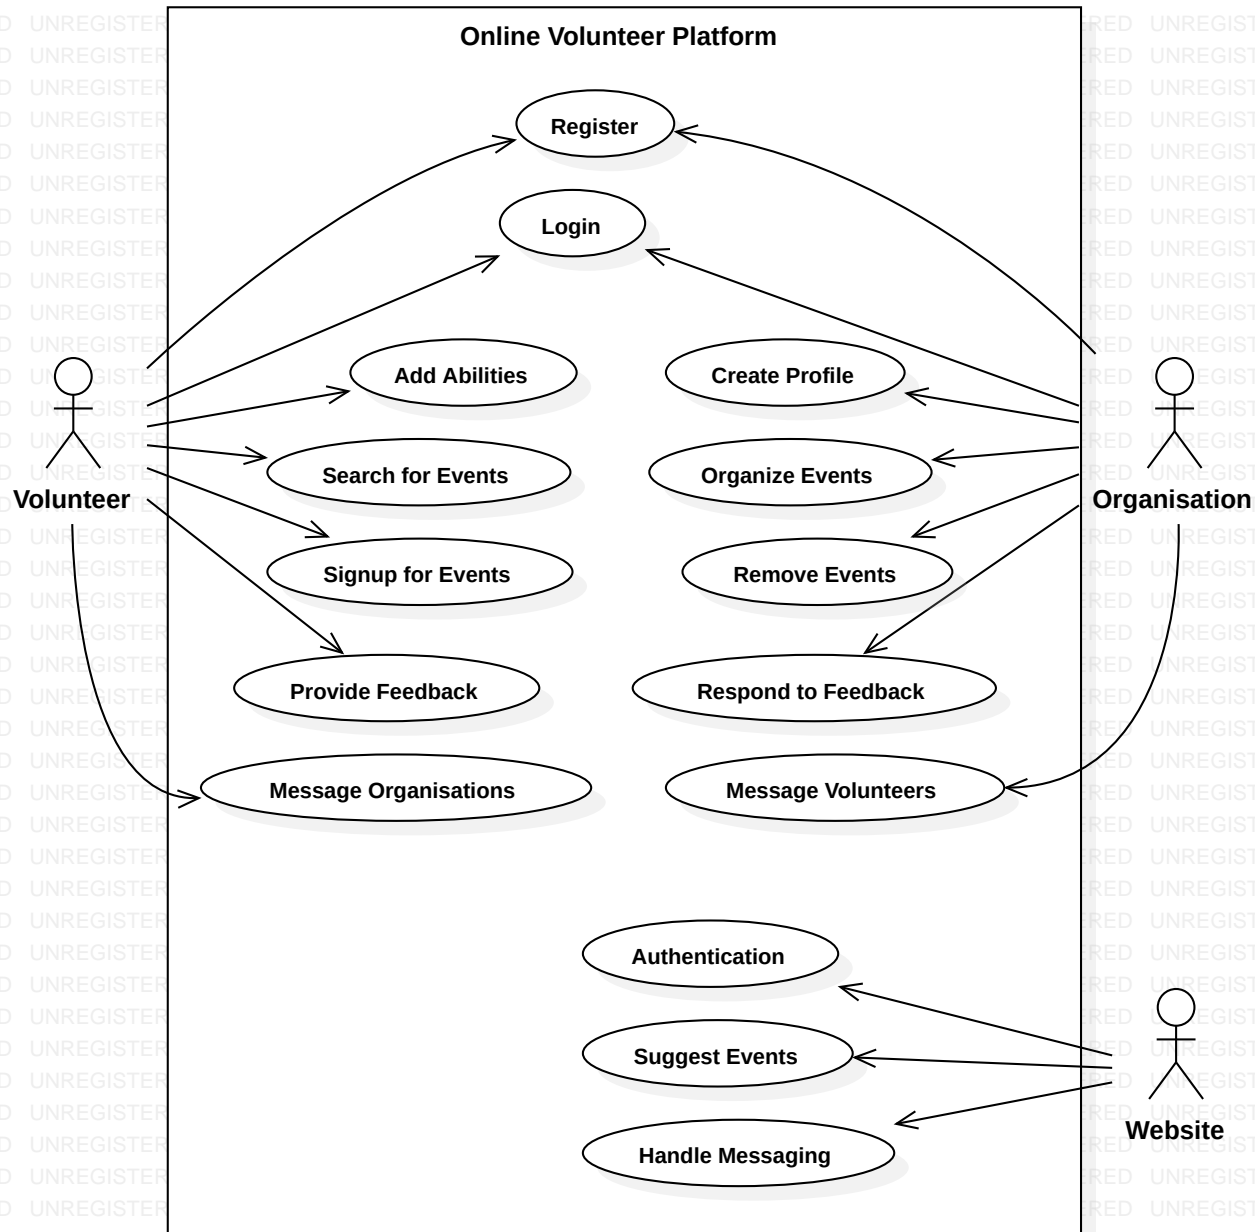 Online Volunteer Platform
Register
Login
Add Abilities
Create Profile
Search for Events
Organize Events
Volunteer
Organisation
Signup for Events
Remove Events
Provide Feedback
Respond to Feedback
Message Organisations
Message Volunteers
Authentication
Suggest Events
Website
Handle Messaging